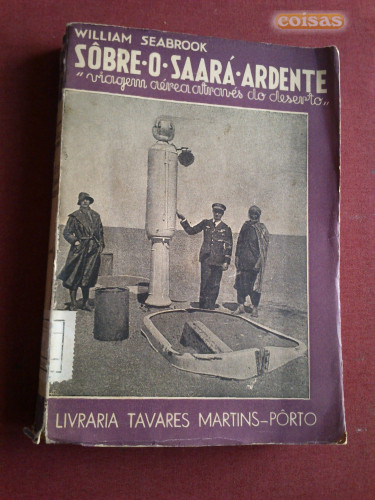 coisas
WILLIAM SEABROOK
SÔBRE·O·SAARÁ·ARDENTE
"viagem aérea através do deserto"
LIVRARIA TAVARES MARTINS-PÔRTO